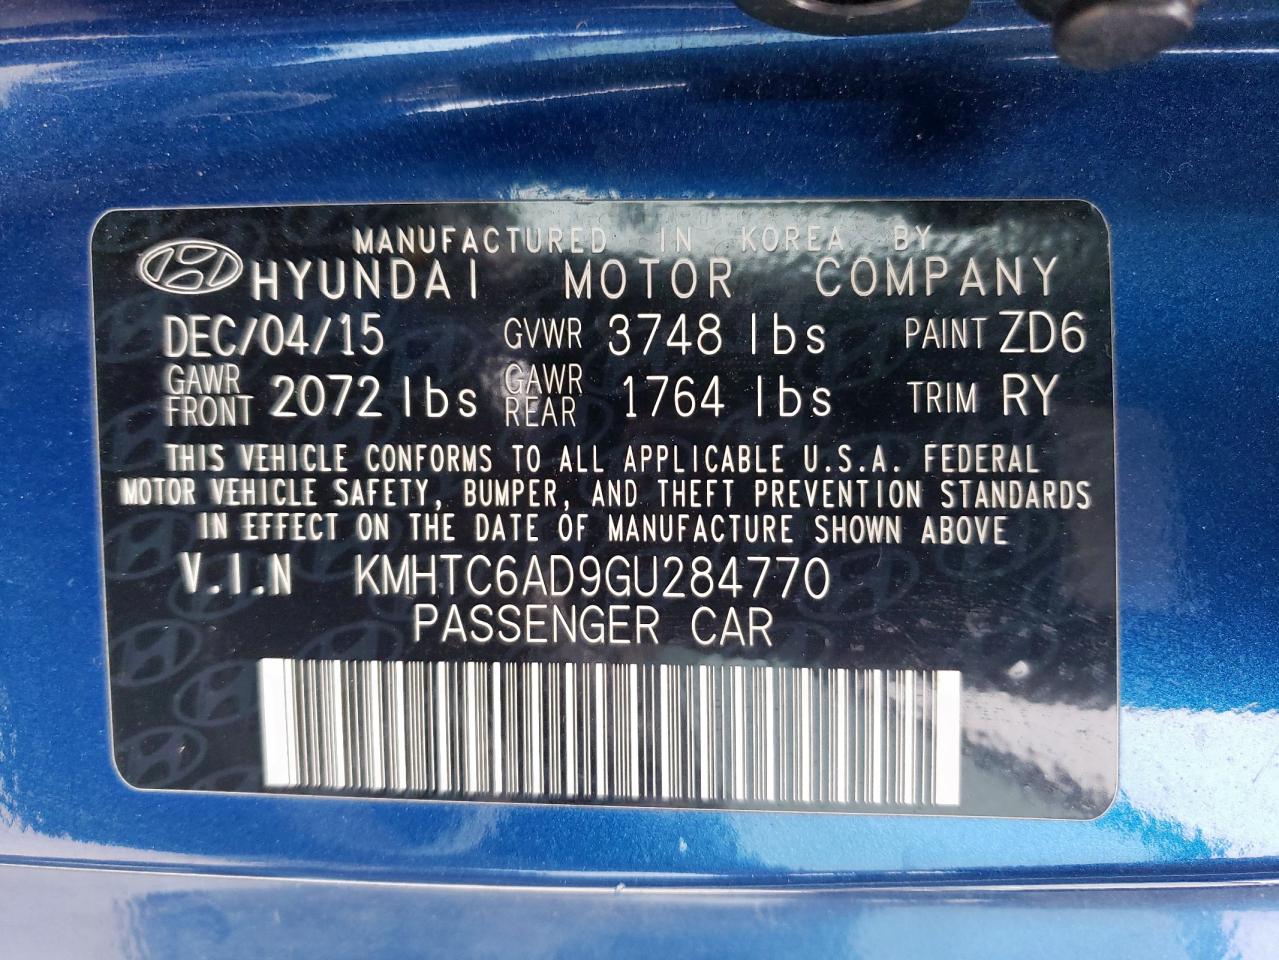 MANUFACTURED IN KOREA BY
HYUNDAI MOTOR COMPANY
DEC/04/15 GVWR 3748 lbs PAINT ZD6
GAWR FRONT 2072 lbs GAWR REAR 1764 lbs TRIM RY
THIS VEHICLE CONFORMS TO ALL APPLICABLE U.S.A. FEDERAL
MOTOR VEHICLE SAFETY, BUMPER, AND THEFT PREVENTION STANDARDS
IN EFFECT ON THE DATE OF MANUFACTURE SHOWN ABOVE
V.I.N KMHTC6AD9GU284770
PASSENGER CAR